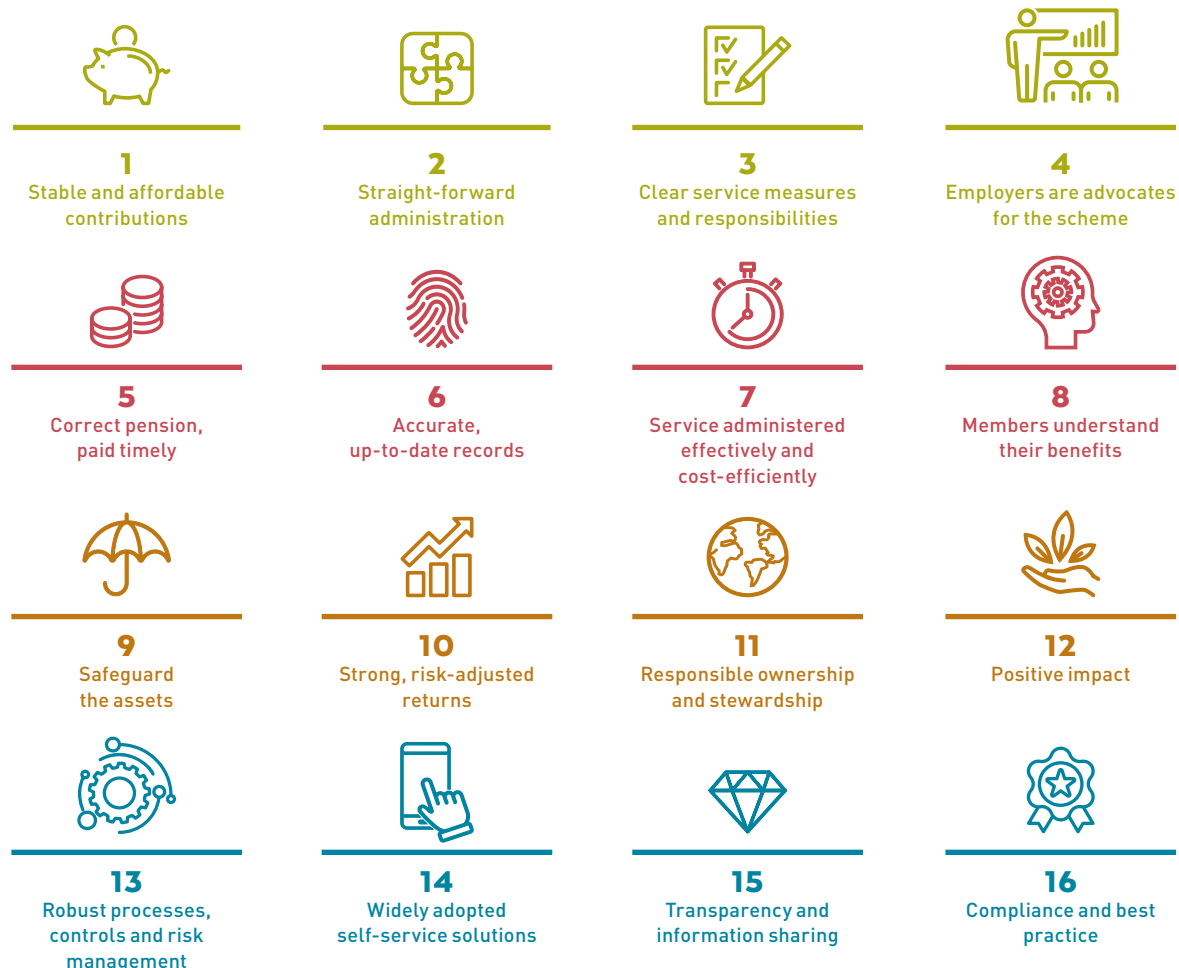 1
Stable and affordable
contributions
2
Straight-forward
administration
3
Clear service measures
and responsibilities
4
Employers are advocates
for the scheme
5
Correct pension,
paid timely
6
Accurate,
up-to-date records
7
Service administered
effectively and
cost-efficiently
8
Members understand
their benefits
9
Safeguard
the assets
10
Strong, risk-adjusted
returns
11
Responsible ownership
and stewardship
12
Positive impact
13
Robust processes,
controls and risk
management
14
Widely adopted
self-service solutions
15
Transparency and
information sharing
16
Compliance and best
practice